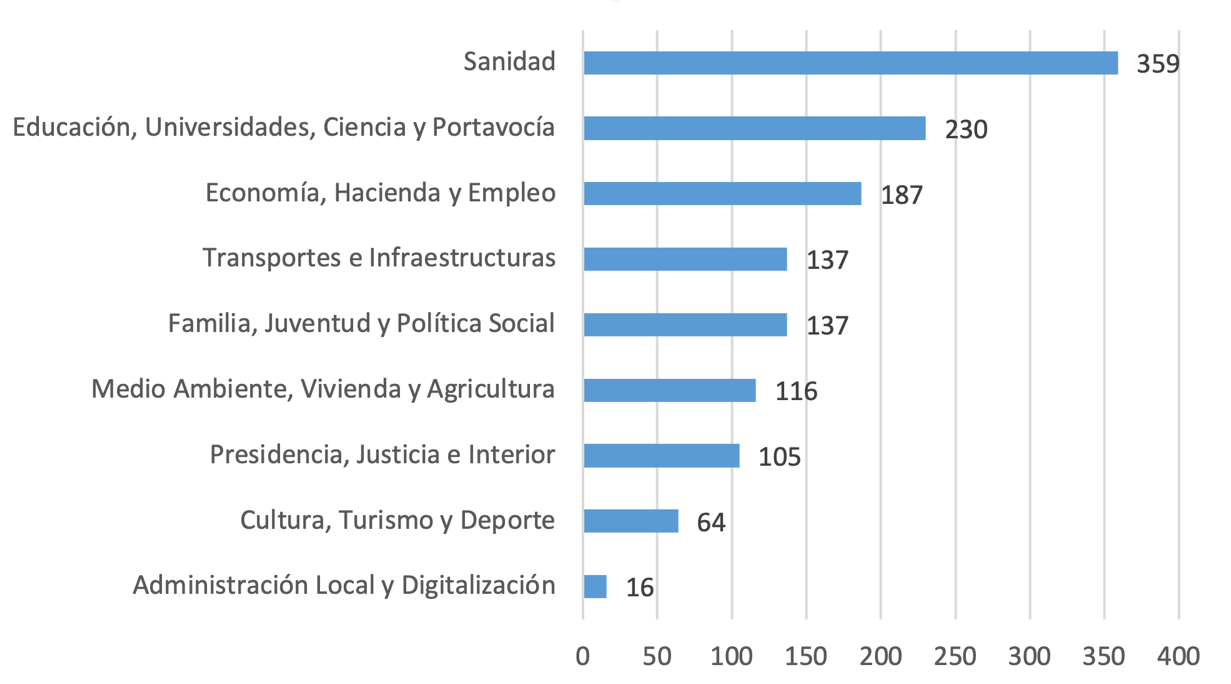 Sanidad 359
Educación, Universidades, Ciencia y Portavocía 230
Economía, Hacienda y Empleo 187
Transportes e Infraestructuras 137
Familia, Juventud y Política Social 137
Medio Ambiente, Vivienda y Agricultura 116
Presidencia, Justicia e Interior 105
Cultura, Turismo y Deporte 64
Administración Local y Digitalización 16
0 50 100 150 200 250 300 350 400